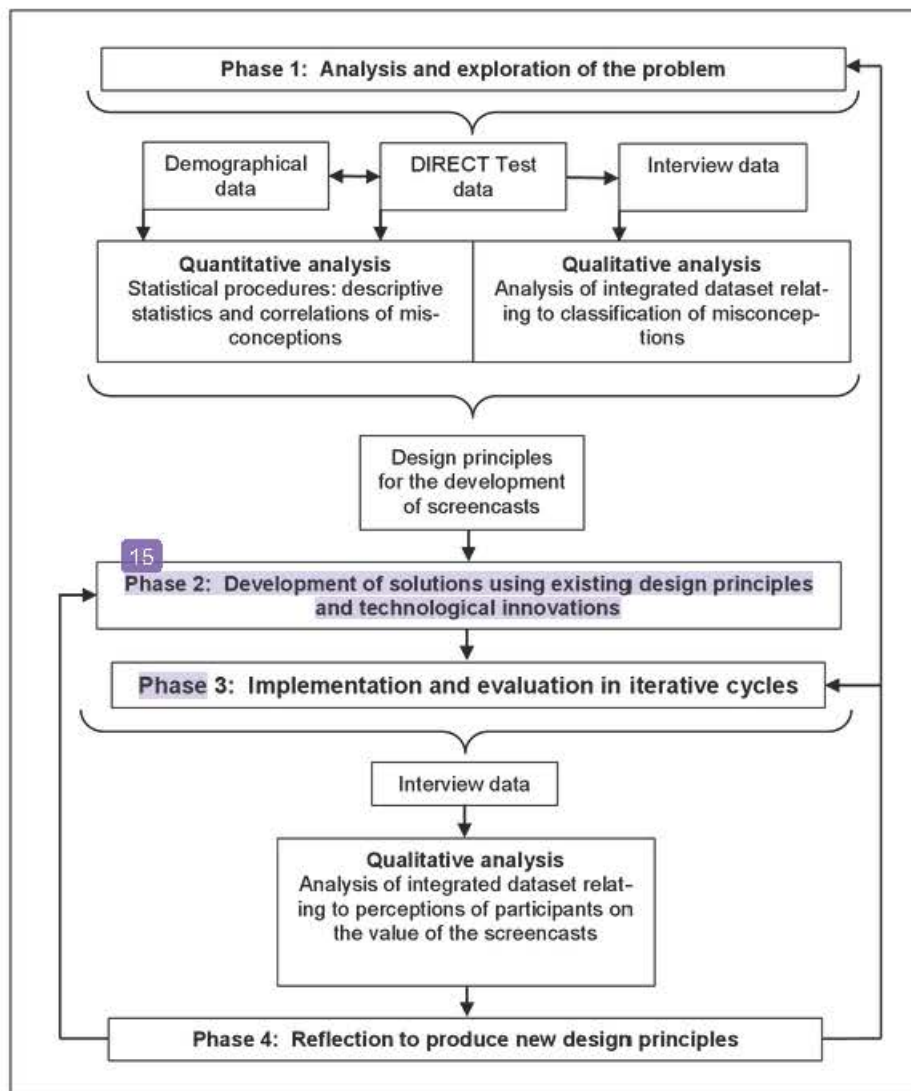 Phase 1: Analysis and exploration of the problem
Demographical
data
DIRECT Test
data
Interview data
Quantitative analysis
Statistical procedures: descriptive
statistics and correlations of mis-
conceptions
Qualitative analysis
Analysis of integrated dataset relat-
ing to classification of misconcep-
tions
Design principles
for the development
of screencasts
15
Phase 2: Development of solutions using existing design principles
and technological innovations
Phase 3: Implementation and evaluation in iterative cycles
Interview data
Qualitative analysis
Analysis of integrated dataset relat-
ing to perceptions of participants on
the value of the screencasts
Phase 4: Reflection to produce new design principles